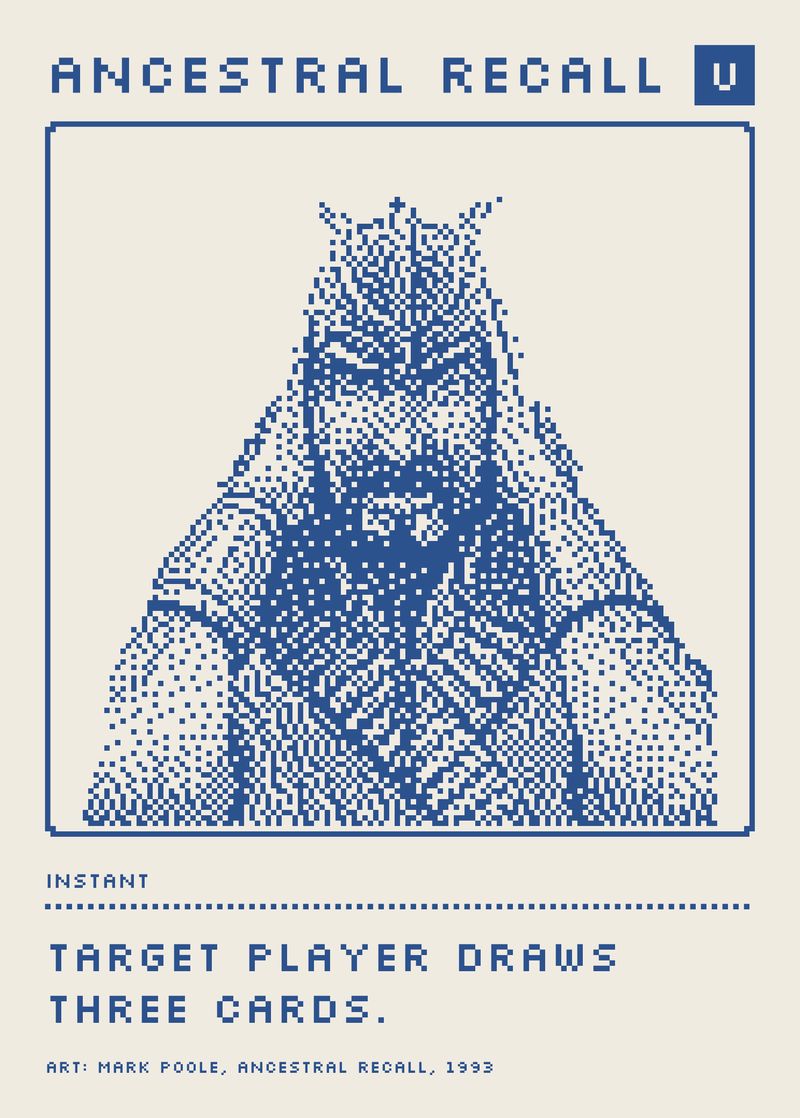 ANCESTRAL RECALL U
INSTANT
TARGET PLAYER DRAWS
THREE CARDS.
ART: MARK POOLE, ANCESTRAL RECALL, 1993